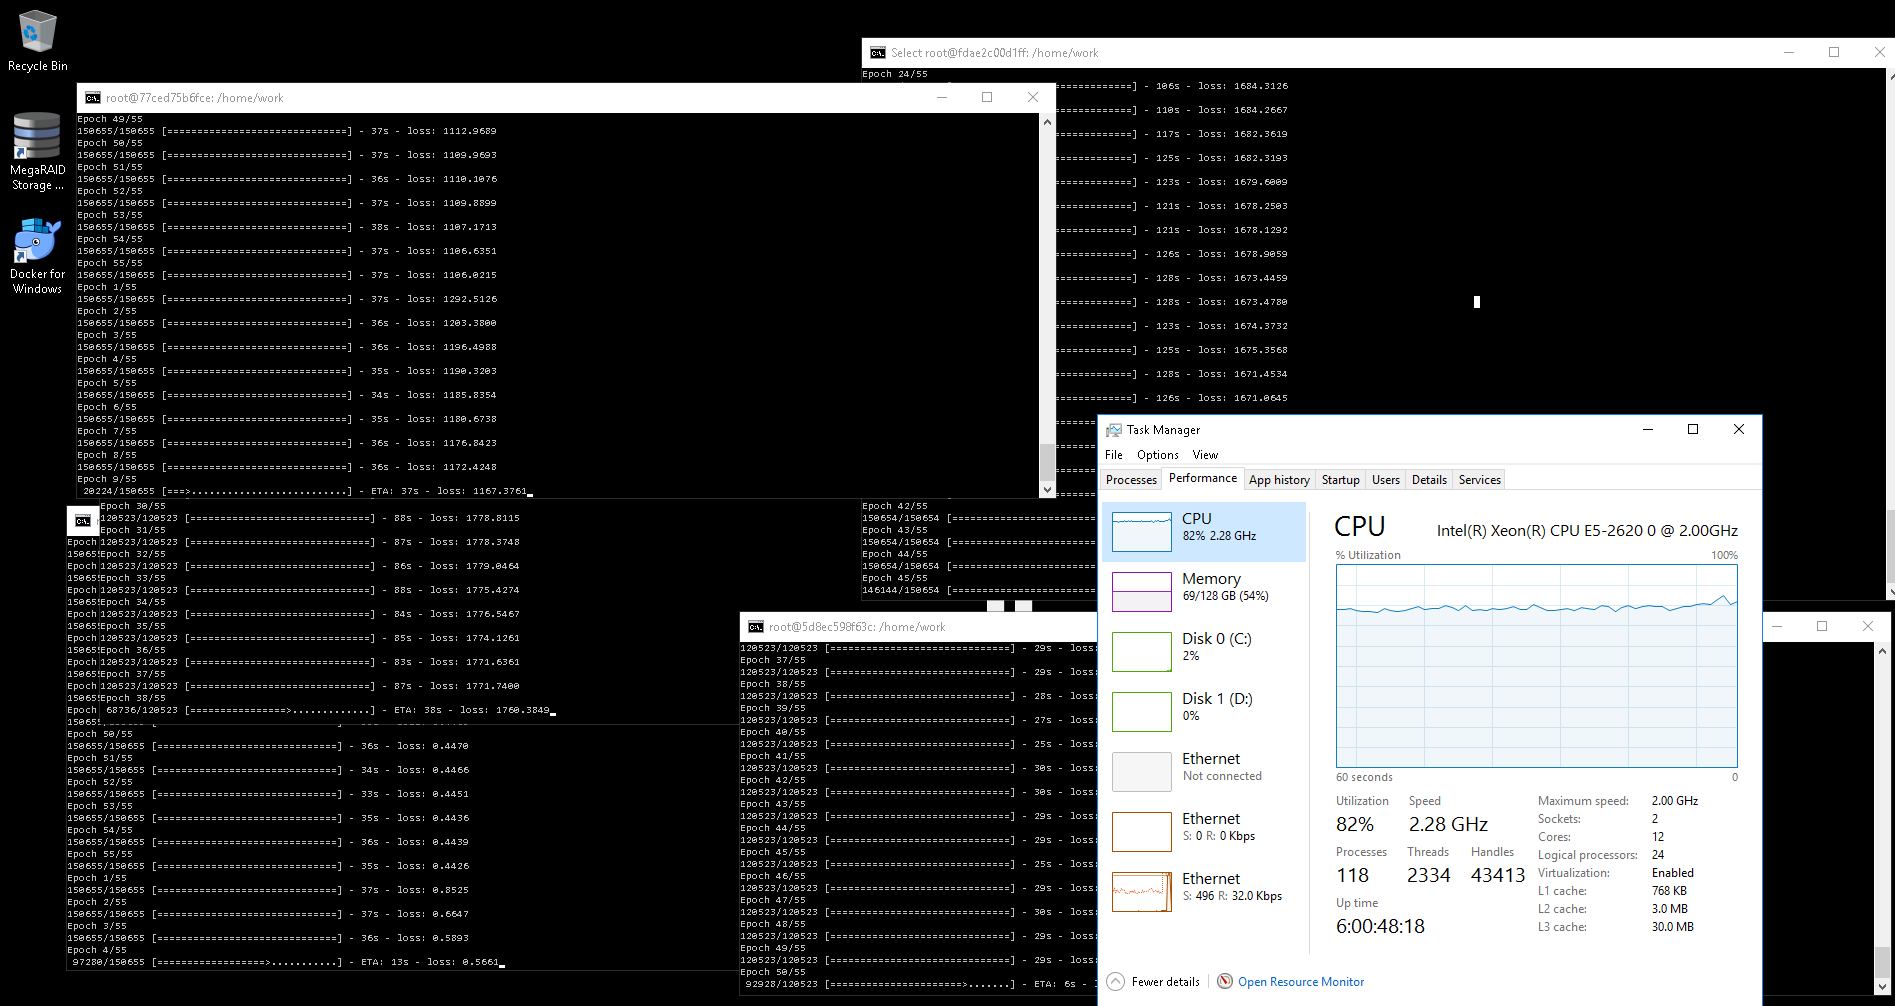 Recycle Bin
MegaRAID
Storage ...
Docker for
Windows
root@77ced75b6fce: /home/work
Epoch 49/55
150655/150655 [==============================] - 37s - loss: 1112.9689
Epoch 50/55
150655/150655 [==============================] - 37s - loss: 1109.9693
Epoch 51/55
150655/150655 [==============================] - 36s - loss: 1110.1076
Epoch 52/55
150655/150655 [==============================] - 37s - loss: 1109.8899
Epoch 53/55
150655/150655 [==============================] - 38s - loss: 1107.1713
Epoch 54/55
150655/150655 [==============================] - 37s - loss: 1106.6351
Epoch 55/55
150655/150655 [==============================] - 37s - loss: 1106.0215
Epoch 1/55
150655/150655 [==============================] - 37s - loss: 1292.5126
Epoch 2/55
150655/150655 [==============================] - 36s - loss: 1203.3800
Epoch 3/55
150655/150655 [==============================] - 36s - loss: 1196.4988
Epoch 4/55
150655/150655 [==============================] - 35s - loss: 1190.3203
Epoch 5/55
150655/150655 [==============================] - 34s - loss: 1185.8354
Epoch 6/55
150655/150655 [==============================] - 35s - loss: 1180.6738
Epoch 7/55
150655/150655 [==============================] - 36s - loss: 1176.8423
Epoch 8/55
150655/150655 [==============================] - 36s - loss: 1172.4248
Epoch 9/55
20224/150655 [===>..........................] - ETA: 37s - loss: 1167.3761
Select root@fdae2c00d1ff: /home/work
Epoch 24/55
=============] - 106s - loss: 1684.3126
=============] - 110s - loss: 1684.2667
=============] - 117s - loss: 1682.3619
=============] - 125s - loss: 1682.3193
=============] - 123s - loss: 1679.6009
=============] - 121s - loss: 1678.2503
=============] - 121s - loss: 1678.1292
=============] - 126s - loss: 1678.9059
=============] - 128s - loss: 1673.4459
=============] - 128s - loss: 1673.4780
=============] - 123s - loss: 1674.3732
=============] - 125s - loss: 1675.3568
=============] - 128s - loss: 1671.4534
=============] - 126s - loss: 1671.0645
Epoch 42/55
150654/150654 [========================
Epoch 43/55
150654/150654 [========================
Epoch 44/55
150654/150654 [========================
Epoch 45/55
146144/150654 [========================
Epoch 30/55
120523/120523 [==============================] - 88s - loss: 1778.8115
Epoch 31/55
120523/120523 [==============================] - 87s - loss: 1778.3748
Epoch 32/55
120523/120523 [==============================] - 86s - loss: 1779.0464
Epoch 33/55
120523/120523 [==============================] - 88s - loss: 1775.4274
Epoch 34/55
120523/120523 [==============================] - 84s - loss: 1776.5467
Epoch 35/55
120523/120523 [==============================] - 85s - loss: 1774.1261
Epoch 36/55
120523/120523 [==============================] - 83s - loss: 1771.6361
Epoch 37/55
120523/120523 [==============================] - 87s - loss: 1771.7400
Epoch 38/55
68736/120523 [================>.............] - ETA: 38s - loss: 1760.3849
Epoch 50/55
150655/150655 [==============================] - 36s - loss: 0.4470
Epoch 51/55
150655/150655 [==============================] - 34s - loss: 0.4466
Epoch 52/55
150655/150655 [==============================] - 33s - loss: 0.4451
Epoch 53/55
150655/150655 [==============================] - 35s - loss: 0.4436
Epoch 54/55
150655/150655 [==============================] - 36s - loss: 0.4439
Epoch 55/55
150655/150655 [==============================] - 35s - loss: 0.4426
Epoch 1/55
150655/150655 [==============================] - 37s - loss: 0.8525
Epoch 2/55
150655/150655 [==============================] - 37s - loss: 0.6647
Epoch 3/55
150655/150655 [==============================] - 36s - loss: 0.5893
Epoch 4/55
97280/150655 [==================>...........] - ETA: 13s - loss: 0.5661
root@5d8ec598f63c: /home/work
120523/120523 [==============================] - 29s - loss:
Epoch 37/55
120523/120523 [==============================] - 29s - loss:
Epoch 38/55
120523/120523 [==============================] - 28s - loss:
Epoch 39/55
120523/120523 [==============================] - 27s - loss:
Epoch 40/55
120523/120523 [==============================] - 25s - loss:
Epoch 41/55
120523/120523 [==============================] - 30s - loss:
Epoch 42/55
120523/120523 [==============================] - 30s - loss:
Epoch 43/55
120523/120523 [==============================] - 29s - loss:
Epoch 44/55
120523/120523 [==============================] - 29s - loss:
Epoch 45/55
120523/120523 [==============================] - 25s - loss:
Epoch 46/55
120523/120523 [==============================] - 29s - loss:
Epoch 47/55
120523/120523 [==============================] - 30s - loss:
Epoch 48/55
120523/120523 [==============================] - 29s - loss:
Epoch 49/55
120523/120523 [==============================] - 29s - loss:
Epoch 50/55
92928/120523 [======================>.......] - ETA: 6s - l
Task Manager
File Options View
Processes Performance App history Startup Users Details Services
CPU
82% 2.28 GHz
Memory
69/128 GB (54%)
Disk 0 (C:)
2%
Disk 1 (D:)
0%
Ethernet
Not connected
Ethernet
S: 0 R: 0 Kbps
Ethernet
S: 496 R: 32.0 Kbps
CPU Intel(R) Xeon(R) CPU E5-2620 0 @ 2.00GHz
% Utilization 100%
60 seconds 0
Utilization Speed
82% 2.28 GHz
Processes Threads Handles
118 2334 43413
Up time
6:00:48:18
Maximum speed: 2.00 GHz
Sockets: 2
Cores: 12
Logical processors: 24
Virtualization: Enabled
L1 cache: 768 KB
L2 cache: 3.0 MB
L3 cache: 30.0 MB
Fewer details Open Resource Monitor